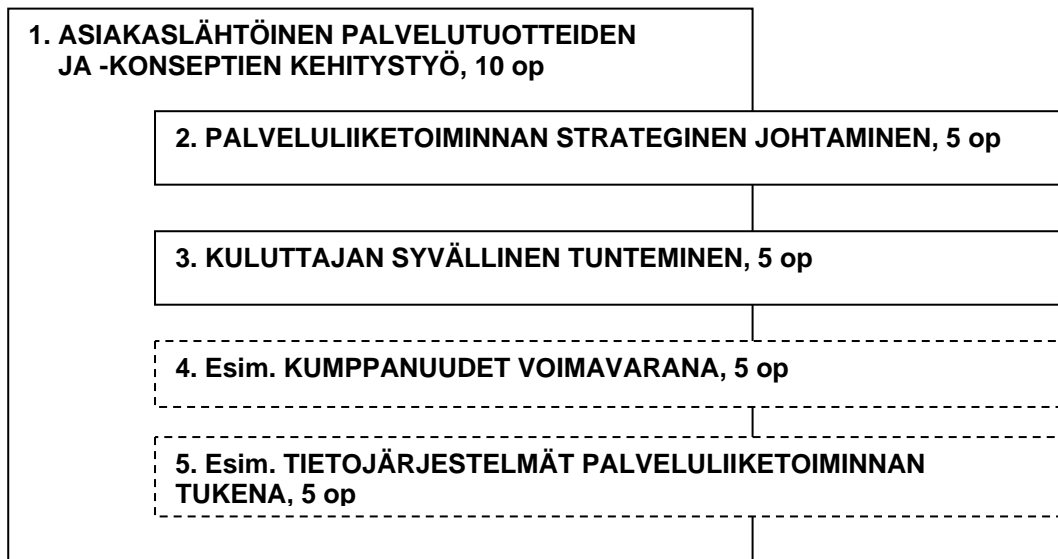 1. ASIAKASLÄHTÖINEN PALVELUTUOTTEIDEN
JA -KONSEPTIEN KEHITYSTYÖ, 10 op
2. PALVELULIIKETOIMINNAN STRATEGINEN JOHTAMINEN, 5 op
3. KULUTTAJAN SYVÄLLINEN TUNTEMINEN, 5 op
4. Esim. KUMPPANUUDET VOIMAVARANA, 5 op
5. Esim. TIETOJÄRJESTELMÄT PALVELULIIKETOIMINNAN
TUKENA, 5 op